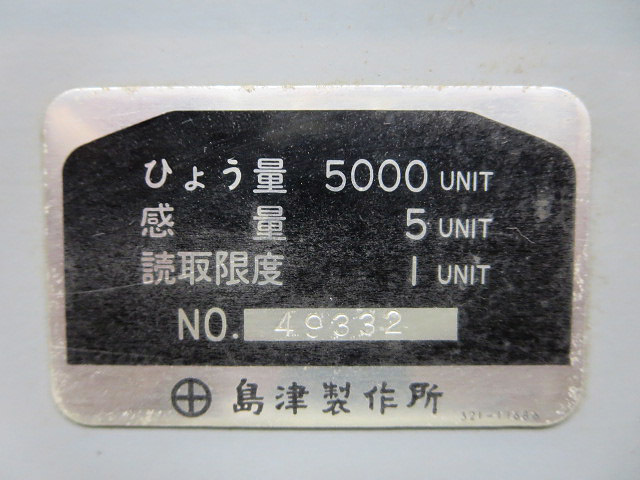 ひょう量 5000 UNIT
感量 5 UNIT
読取限度 1 UNIT
NO. 49332
島津製作所